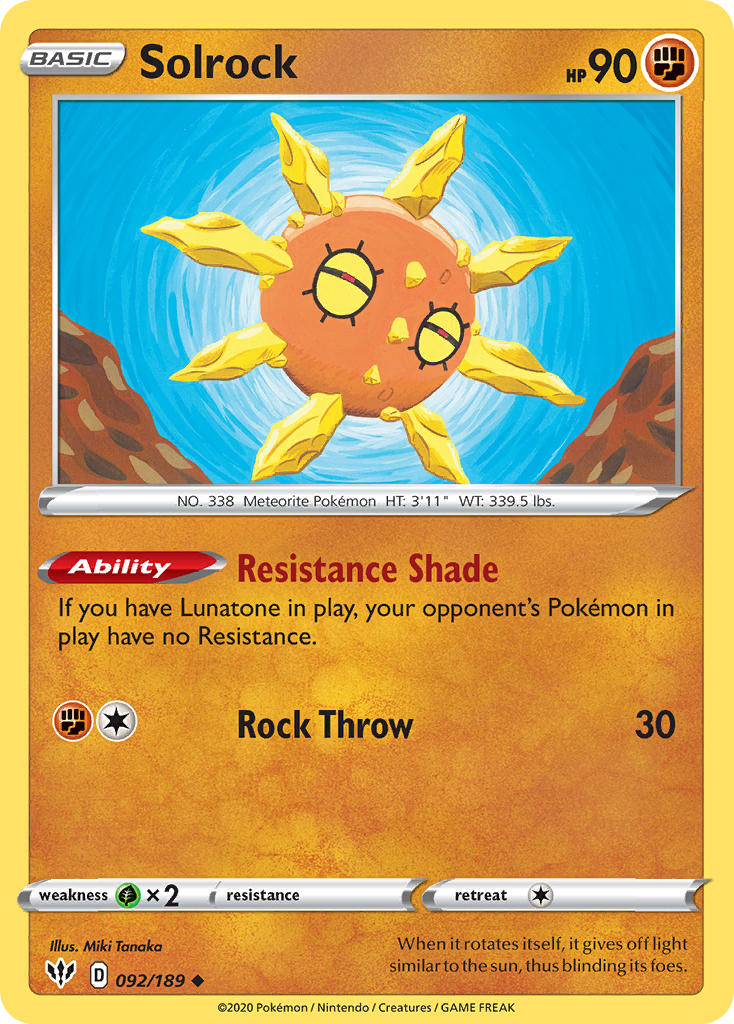 BASIC Solrock HP 90
NO. 338 Meteorite Pokémon HT: 3'11" WT: 339.5 lbs.
Ability Resistance Shade
If you have Lunatone in play, your opponent's Pokémon in
play have no Resistance.
Rock Throw 30
weakness ×2 resistance retreat
Illus. Miki Tanaka
When it rotates itself, it gives off light
similar to the sun, thus blinding its foes.
D 092/189
©2020 Pokémon / Nintendo / Creatures / GAME FREAK